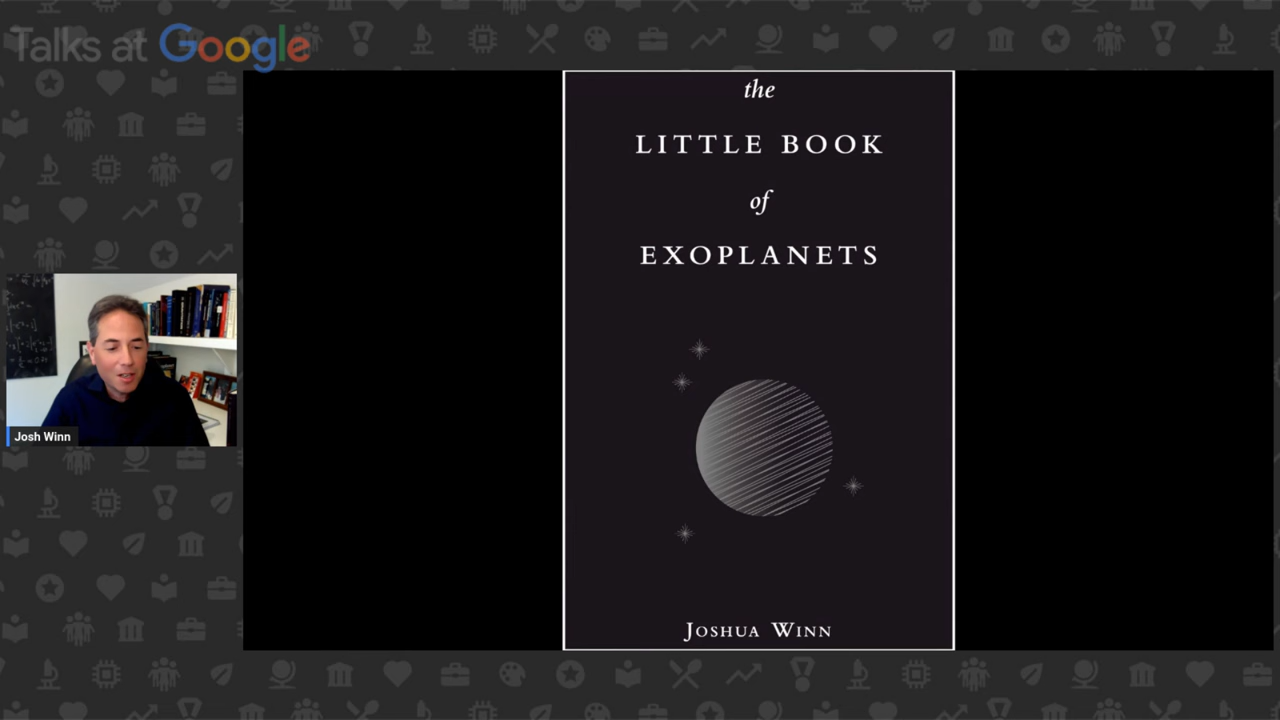 Talks at Google
the
LITTLE BOOK
of
EXOPLANETS
JOSHUA WINN
Josh Winn